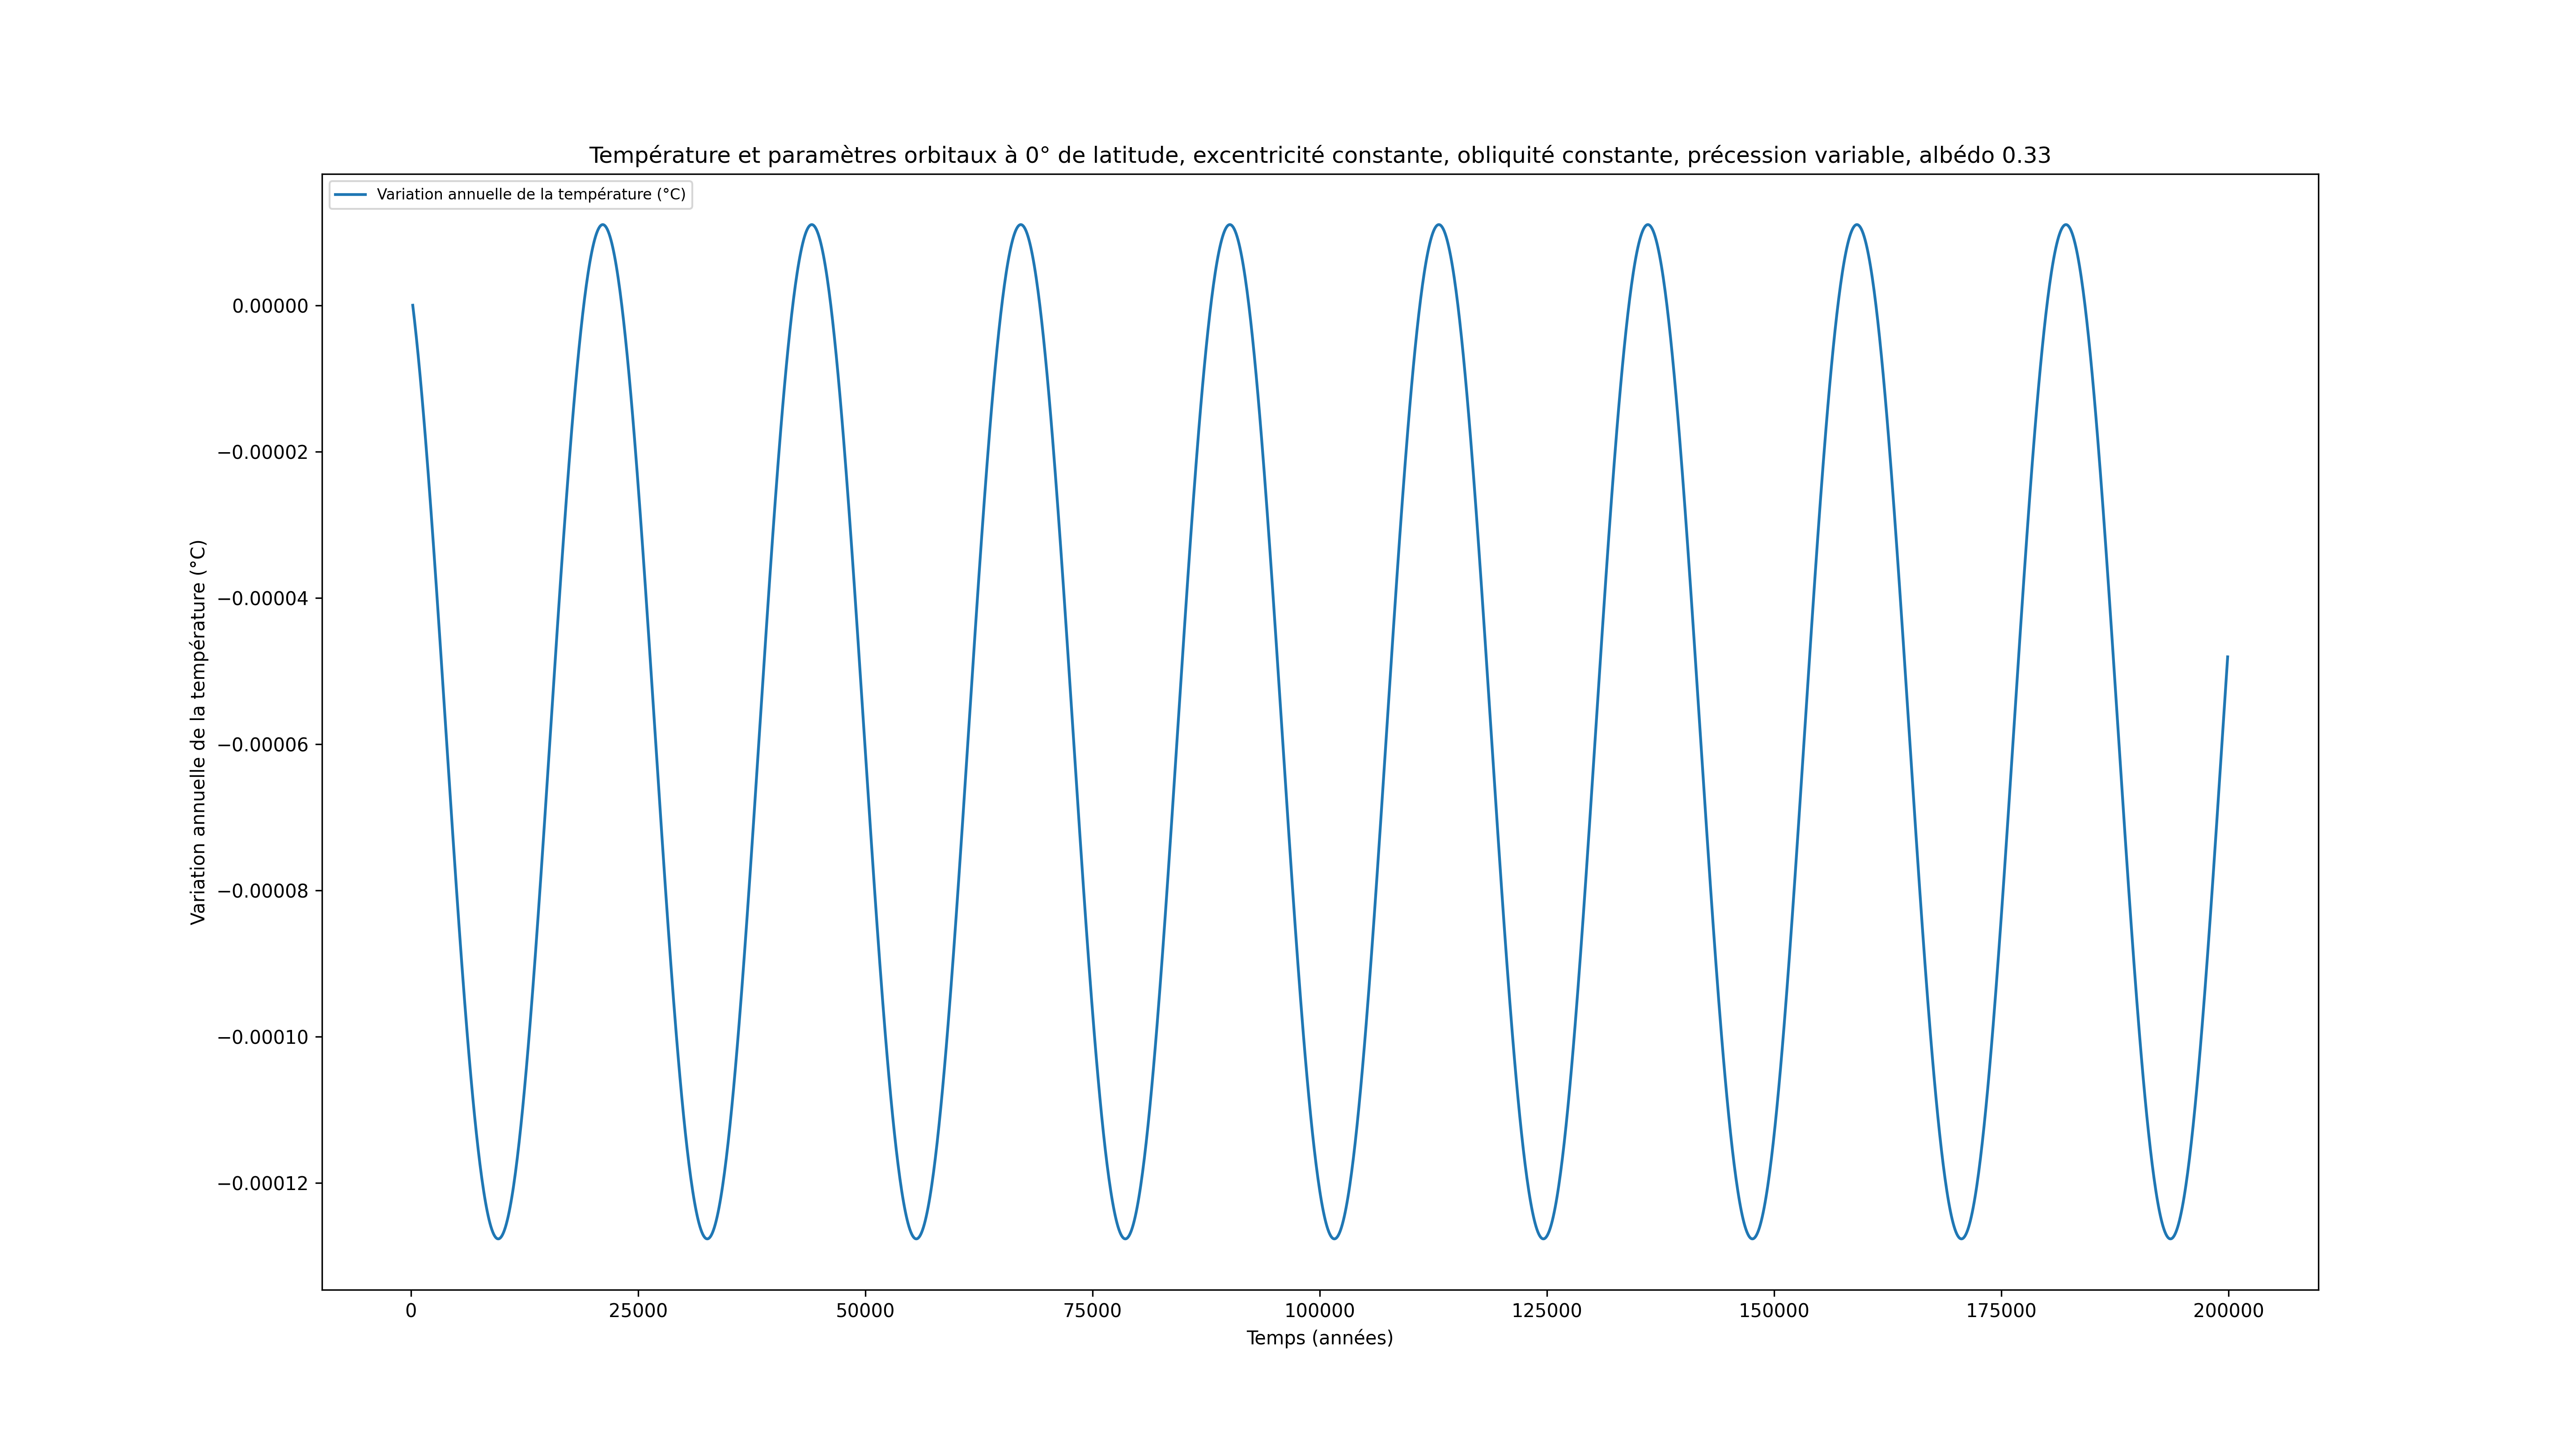 Température et paramètres orbitaux à 0° de latitude, excentricité constante, obliquité constante, précession variable, albédo 0.33
Variation annuelle de la température (°C)
Variation annuelle de la température (°C)
0.00000
−0.00002
−0.00004
−0.00006
−0.00008
−0.00010
−0.00012
0 25000 50000 75000 100000 125000 150000 175000 200000
Temps (années)